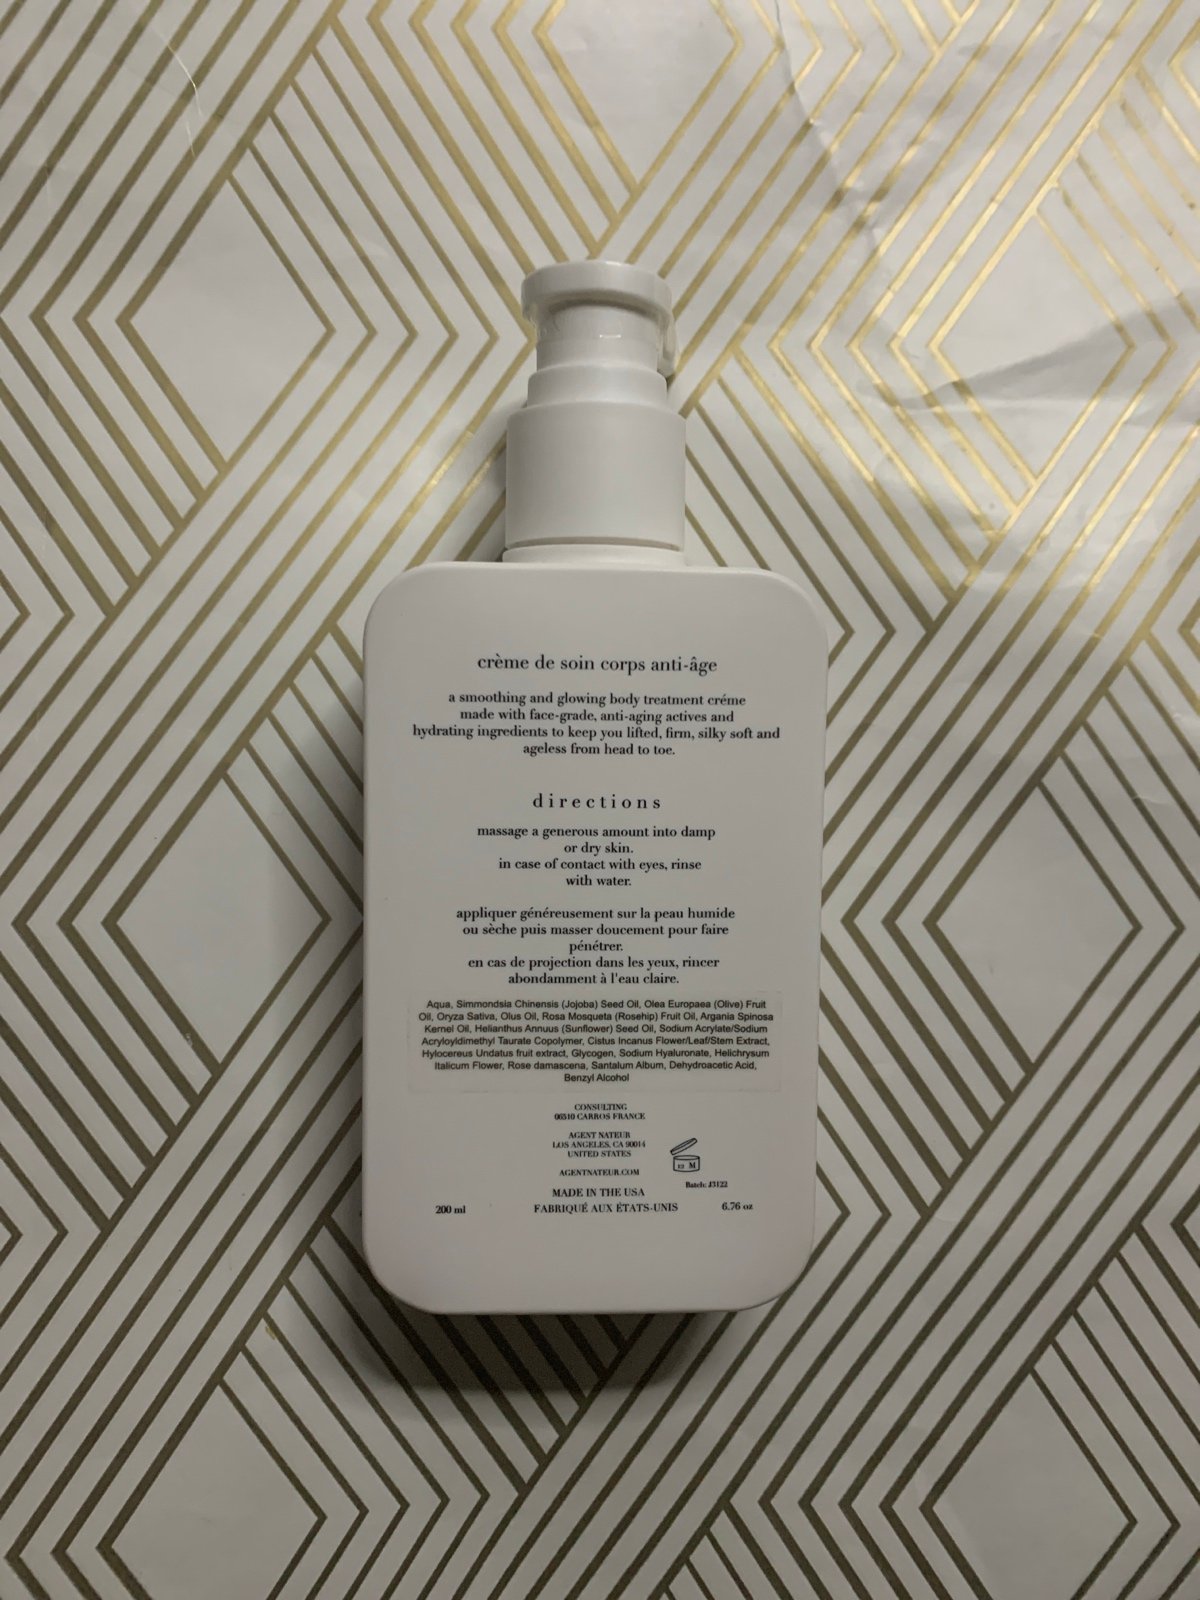 crème de soin corps anti-âge
a smoothing and glowing body treatment créme
made with face-grade, anti-aging actives and
hydrating ingredients to keep you lifted, firm, silky soft and
ageless from head to toe.
directions
massage a generous amount into damp
or dry skin.
in case of contact with eyes, rinse
with water.
appliquer généreusement sur la peau humide
ou sèche puis masser doucement pour faire
pénétrer.
en cas de projection dans les yeux, rincer
abondamment à l'eau claire.
Aqua, Simmondsia Chinensis (Jojoba) Seed Oil, Olea Europaea (Olive) Fruit
Oil, Oryza Sativa, Olus Oil, Rosa Mosqueta (Rosehip) Fruit Oil, Argania Spinosa
Kernel Oil, Helianthus Annuus (Sunflower) Seed Oil, Sodium Acrylate/Sodium
Acryloyldimethyl Taurate Copolymer, Cistus Incanus Flower/Leaf/Stem Extract,
Hylocereus Undatus fruit extract, Glycogen, Sodium Hyaluronate, Helichrysum
Italicum Flower, Rose damascena, Santalum Album, Dehydroacetic Acid,
Benzyl Alcohol
CONSULTING
06510 CARROS FRANCE
AGENT NATEUR
LOS ANGELES, CA 90014
UNITED STATES
AGENTNATEUR.COM
M
Batch: J3122
MADE IN THE USA
200 ml FABRIQUÉ AUX ÉTATS-UNIS 6.76 oz